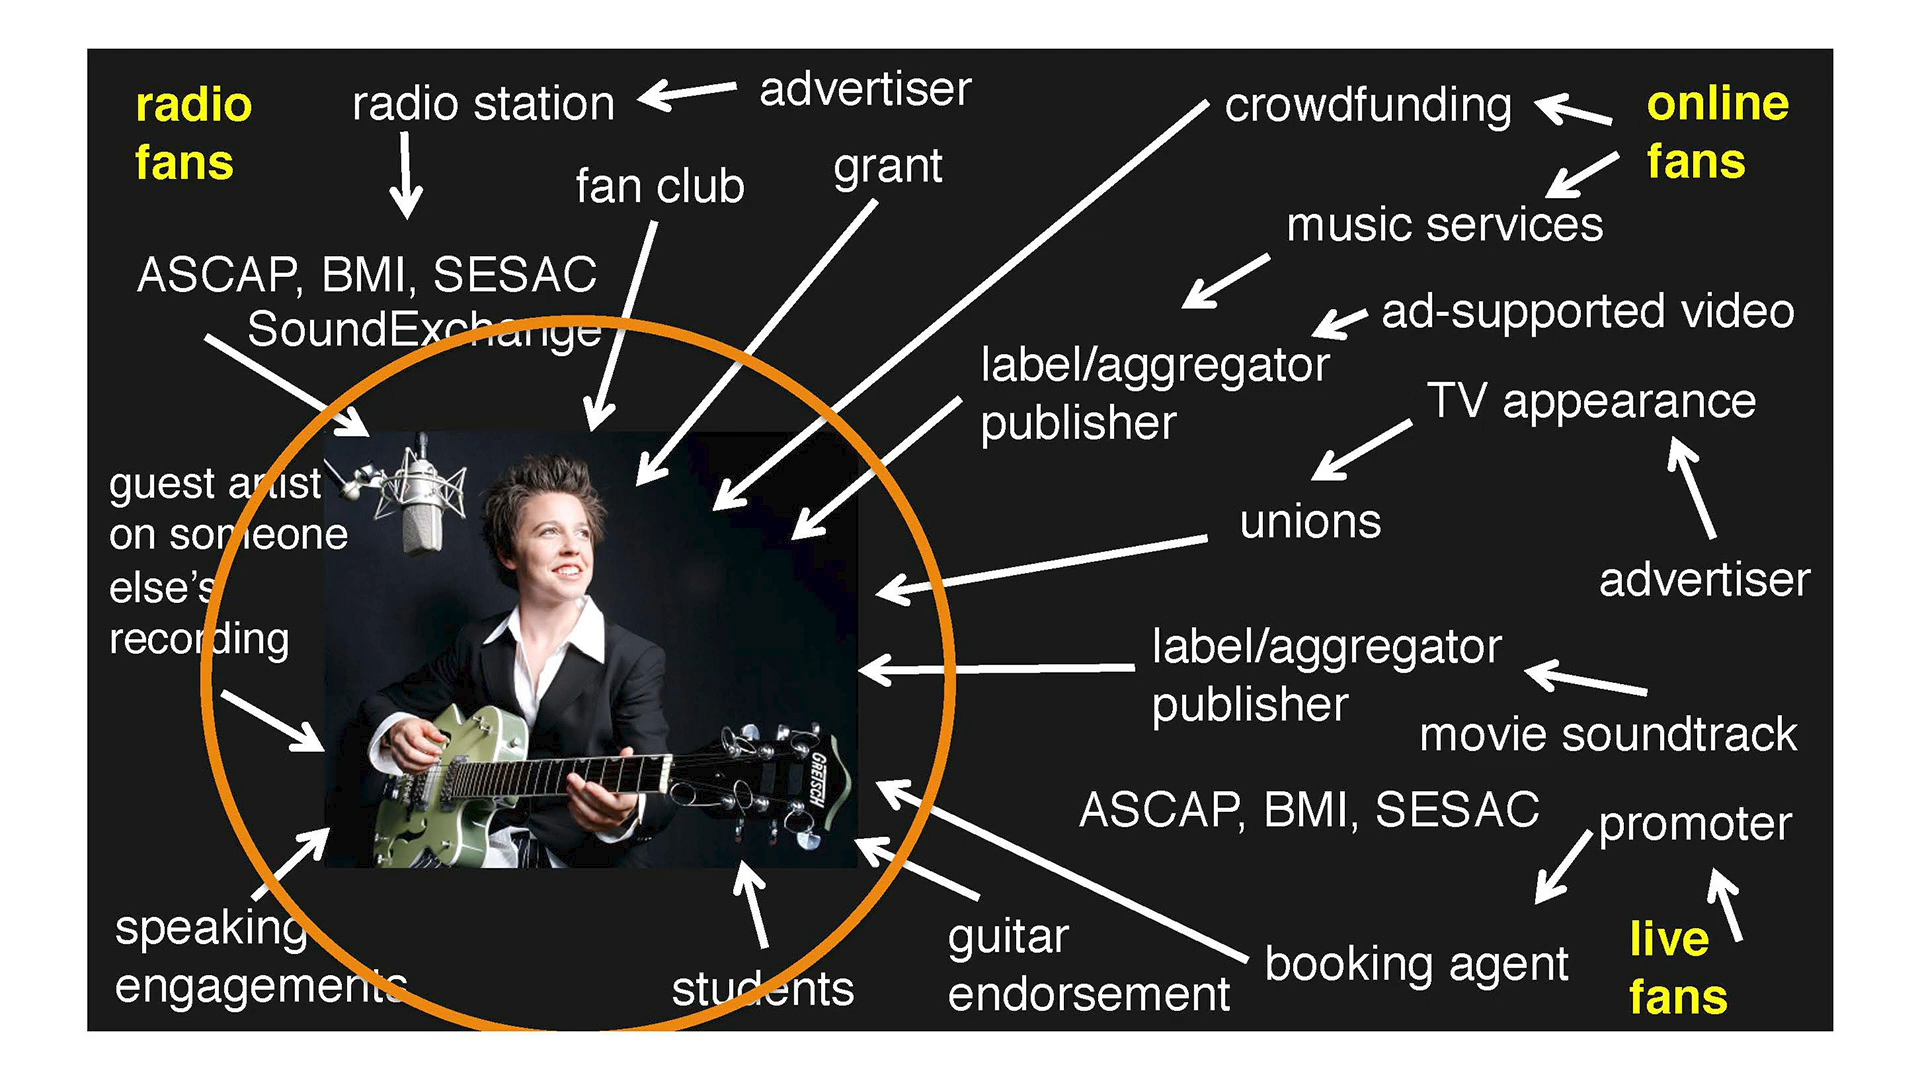 radio
fans
radio station
advertiser
fan club
grant
crowdfunding
online
fans
music services
ASCAP, BMI, SESAC
SoundExchange
ad-supported video
label/aggregator
publisher
TV appearance
guest artist
on someone
else’s
recording
unions
advertiser
label/aggregator
publisher
movie soundtrack
GRETSCH
ASCAP, BMI, SESAC
promoter
speaking
engagements
students
guitar
endorsement
booking agent
live
fans